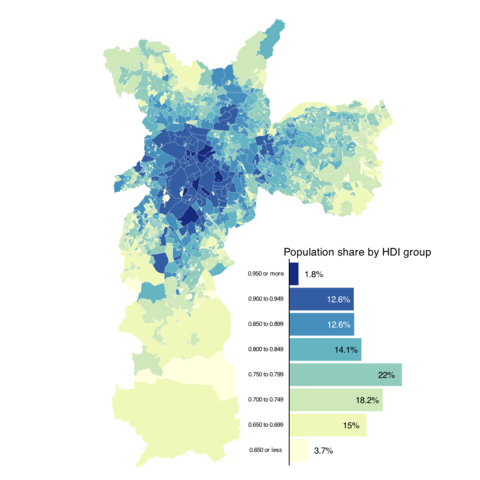 Population share by HDI group
0.950 or more 1.8%
0.900 to 0.949 12.6%
0.850 to 0.899 12.6%
0.800 to 0.849 14.1%
0.750 to 0.799 22%
0.700 to 0.749 18.2%
0.650 to 0.699 15%
0.650 or less 3.7%